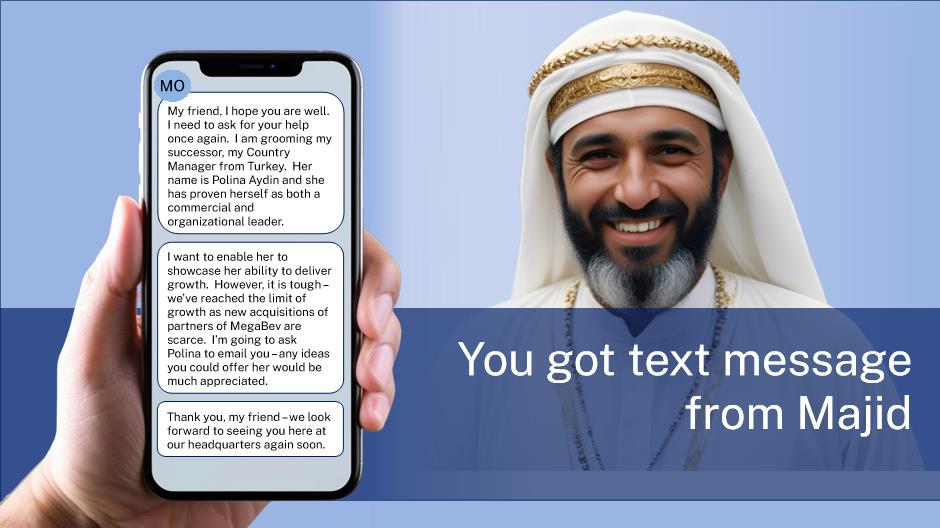 MO
My friend, I hope you are well.
I need to ask for your help
once again.  I am grooming my
successor, my Country
Manager from Turkey.  Her
name is Polina Aydin and she
has proven herself as both a
commercial and
organizational leader.
I want to enable her to
showcase her ability to deliver
growth.  However, it is tough –
we’ve reached the limit of
growth as new acquisitions of
partners of MegaBev are
scarce.  I’m going to ask
Polina to email you – any ideas
you could offer her would be
much appreciated.
Thank you, my friend – we look
forward to seeing you here at
our headquarters again soon.
You got text message
from Majid